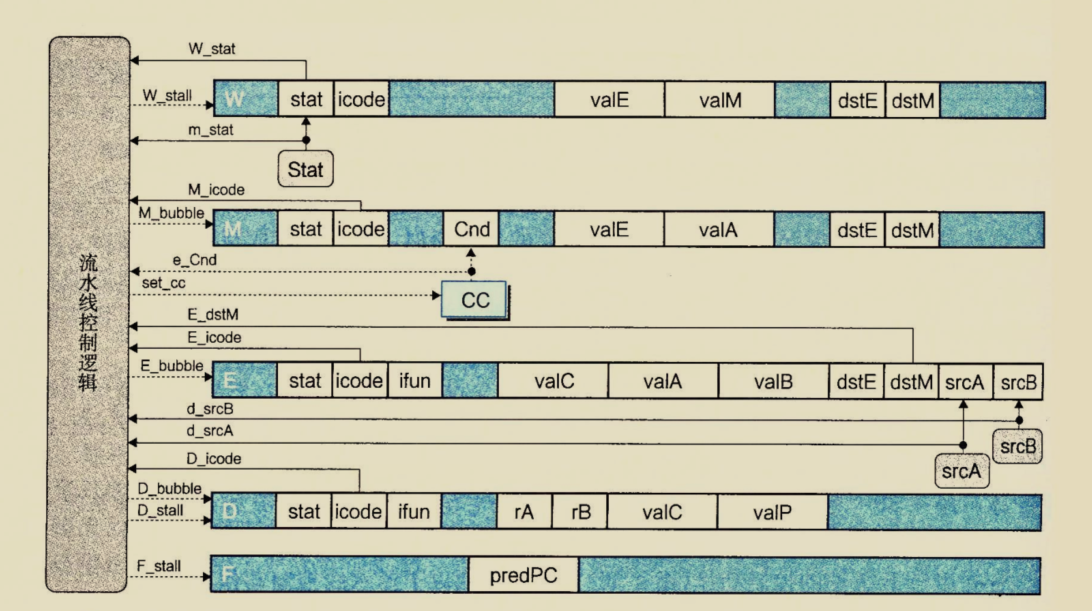 W_stat
W_stall
W stat icode valE valM dstE dstM
m_stat
Stat
M_icode
M_bubble
M stat icode Cnd valE valA dstE dstM
e_Cnd
set_cc
CC
流水线控制逻辑
E_dstM
E_icode
E_bubble
E stat icode ifun valC valA valB dstE dstM srcA srcB
d_srcB
d_srcA
srcB
srcA
D_icode
D_bubble
D_stall
D stat icode ifun rA rB valC valP
F_stall
F predPC